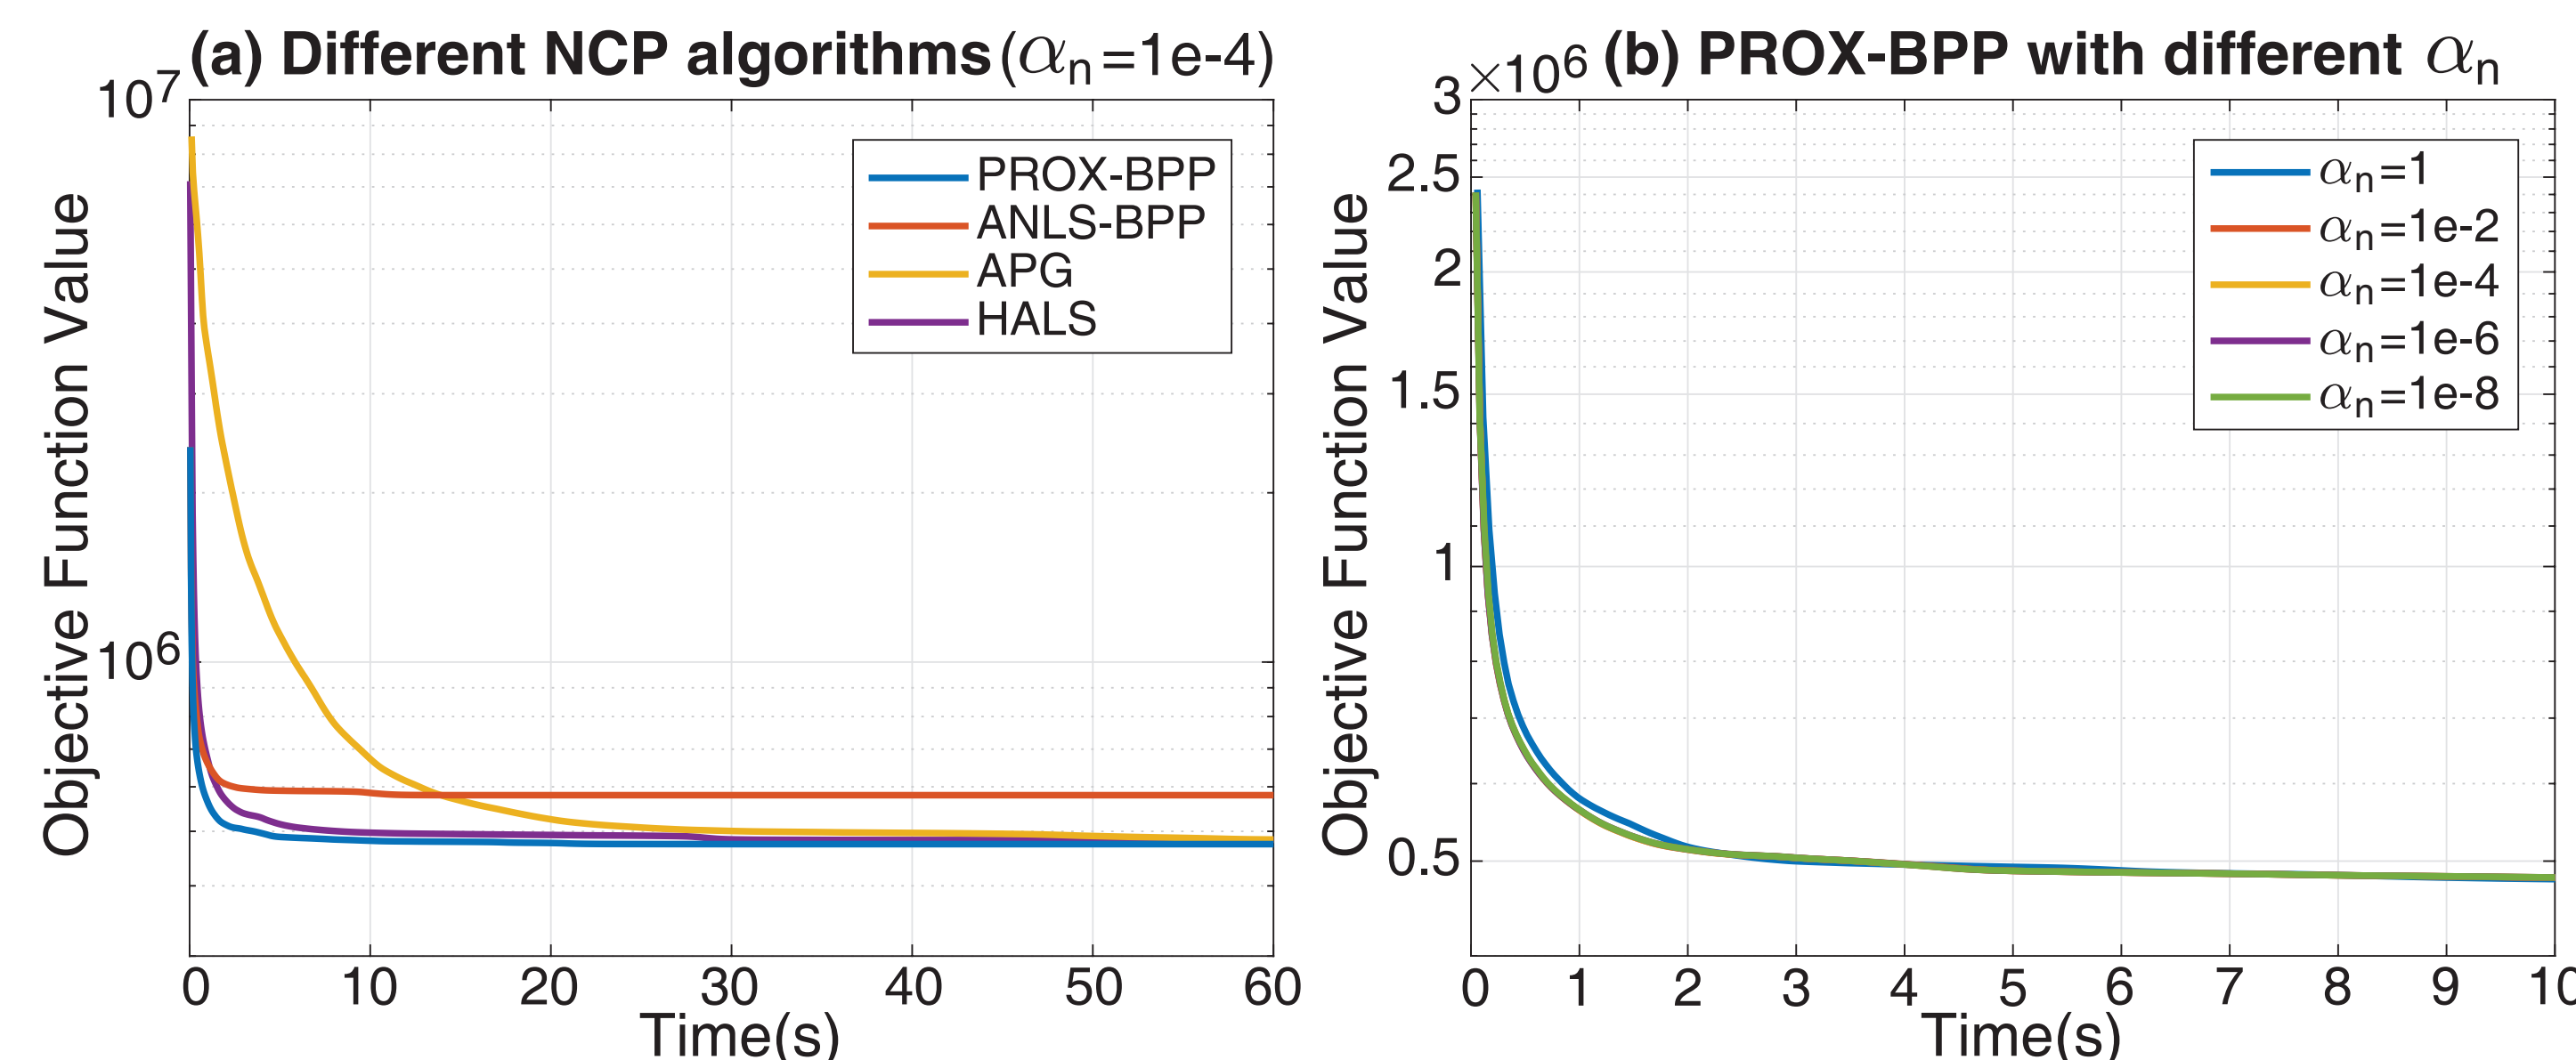 (a) Different NCP algorithms (αn=1e-4)
10^7
10^6
Objective Function Value
PROX-BPP
ANLS-BPP
APG
HALS
0 10 20 30 40 50 60
Time(s)
×10^6 (b) PROX-BPP with different αn
3
2.5
2
1.5
1
0.5
Objective Function Value
αn=1
αn=1e-2
αn=1e-4
αn=1e-6
αn=1e-8
0 1 2 3 4 5 6 7 8 9 10
Time(s)